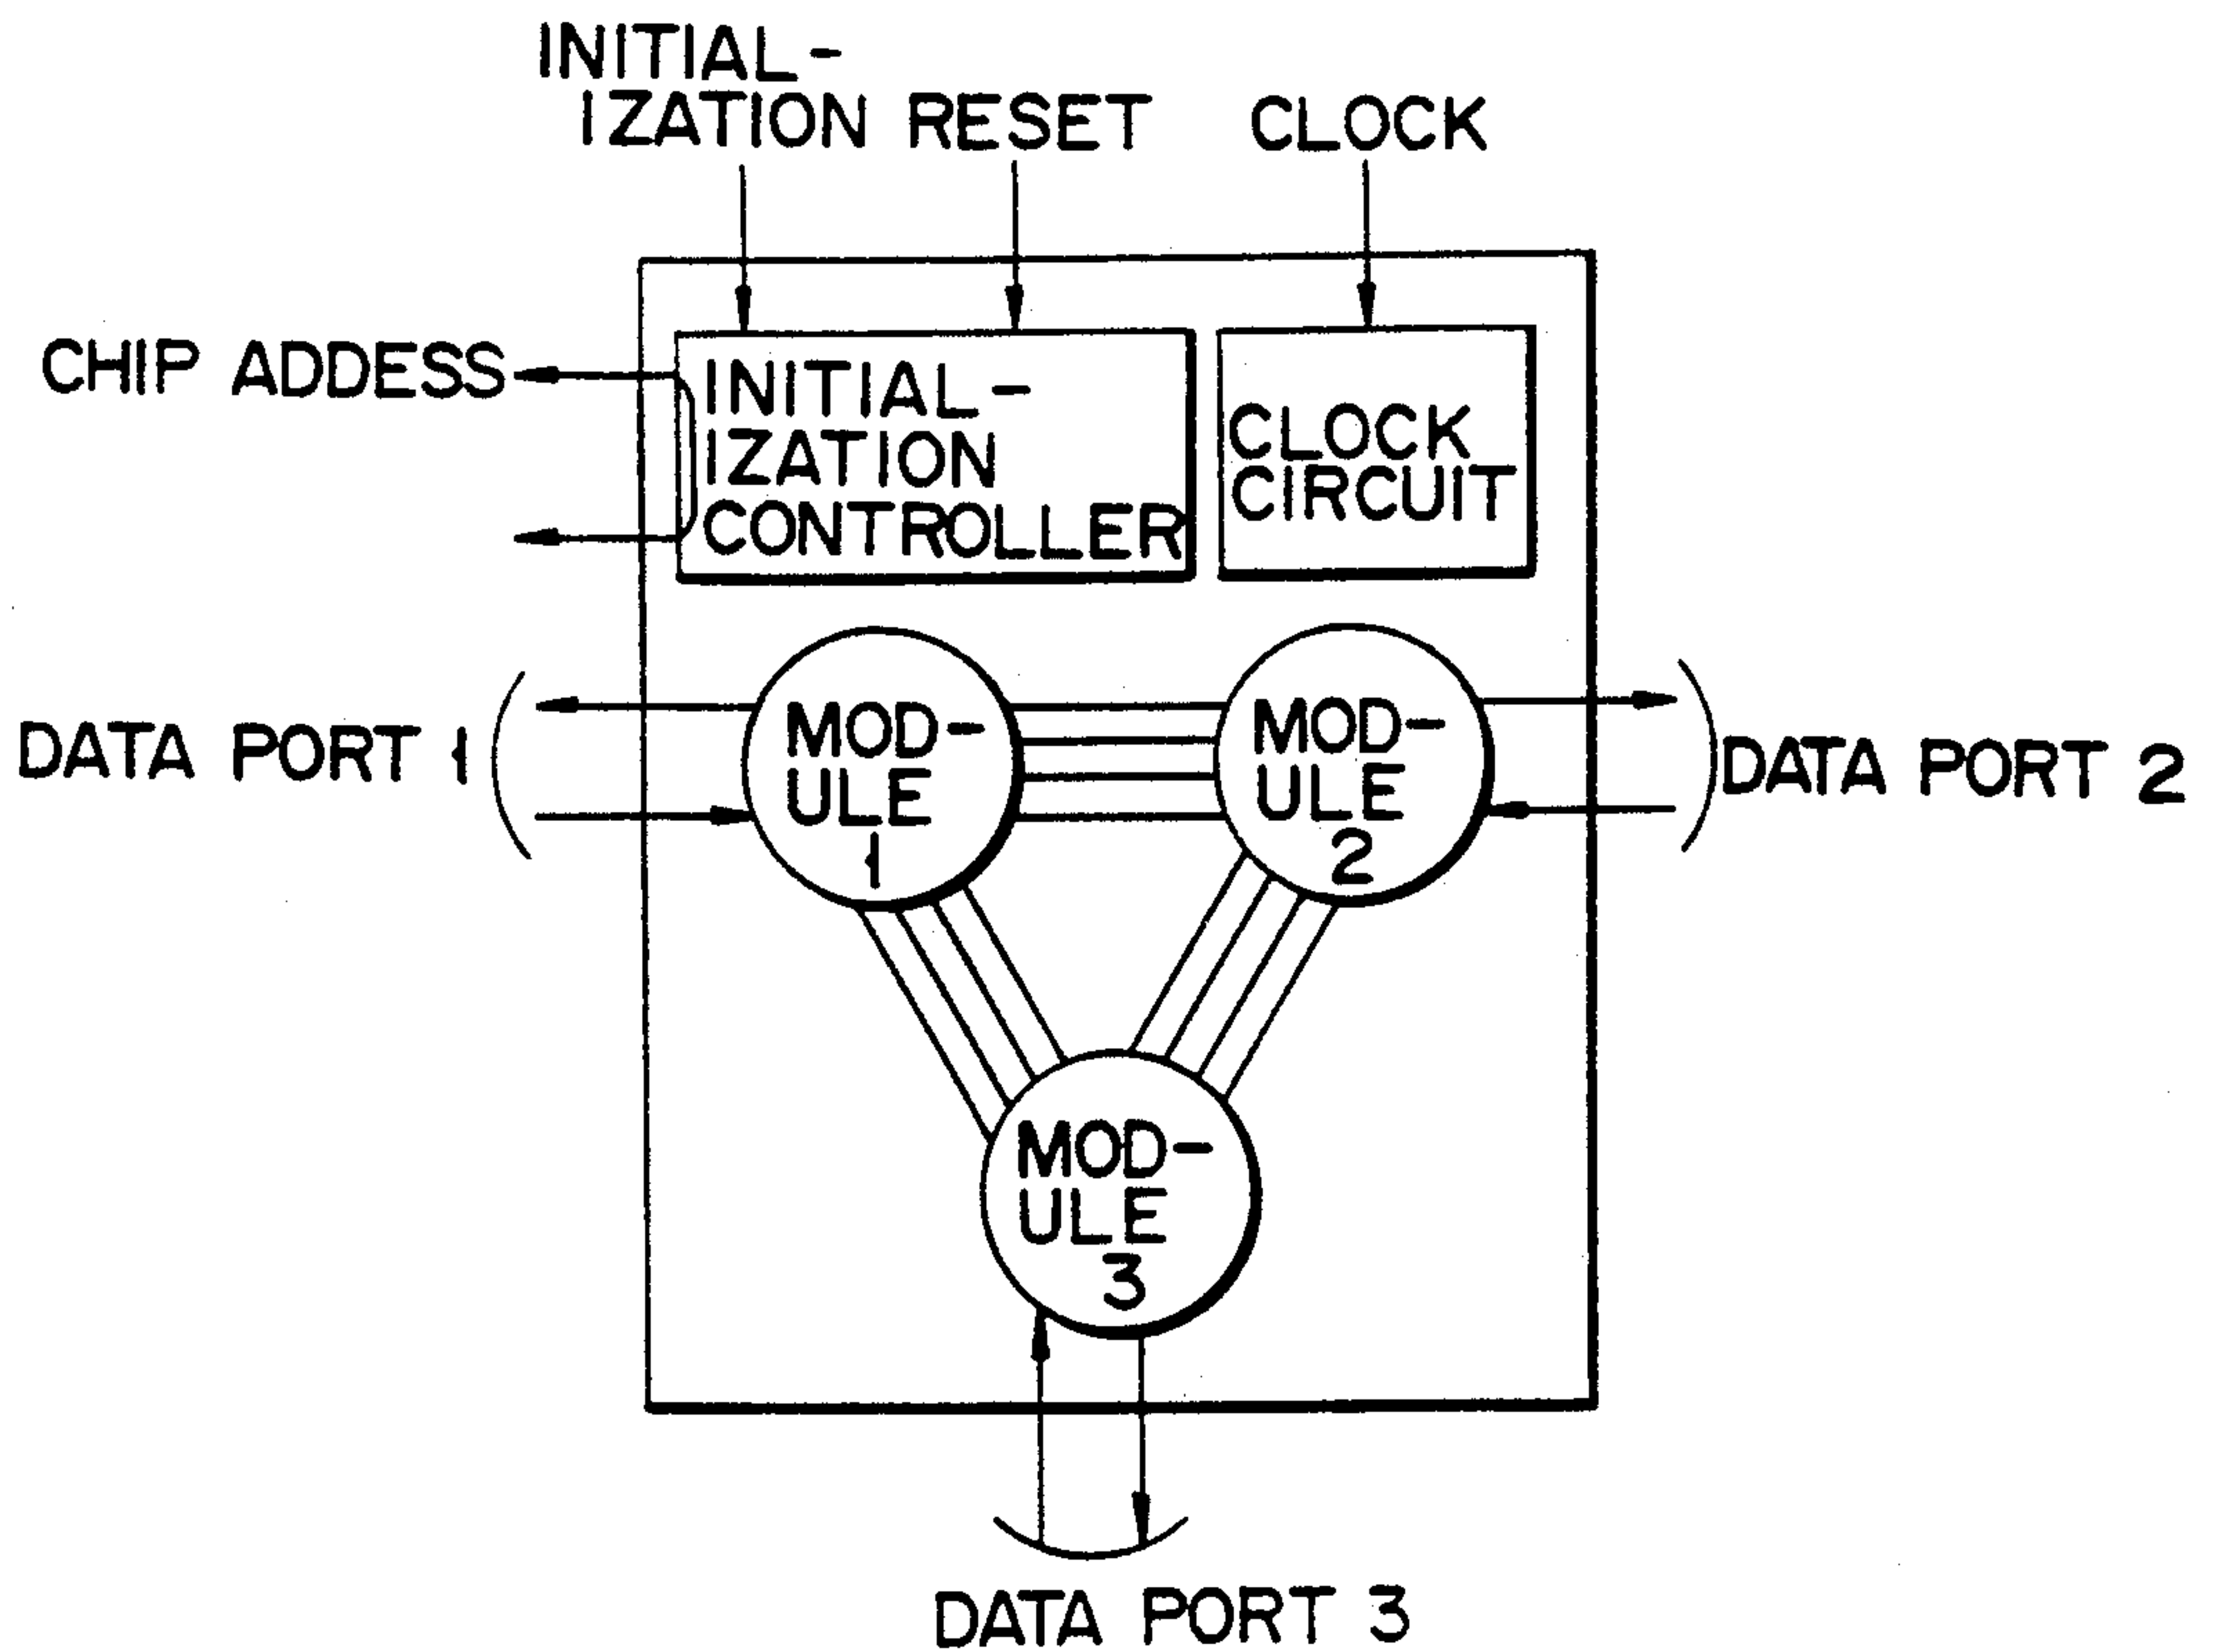 INITIAL-
IZATION RESET CLOCK
CHIP ADDESS
INITIAL-
IZATION
CONTROLLER
CLOCK
CIRCUIT
DATA PORT 1
MOD-
ULE
1
MOD-
ULE
2
DATA PORT 2
MOD-
ULE
3
DATA PORT 3